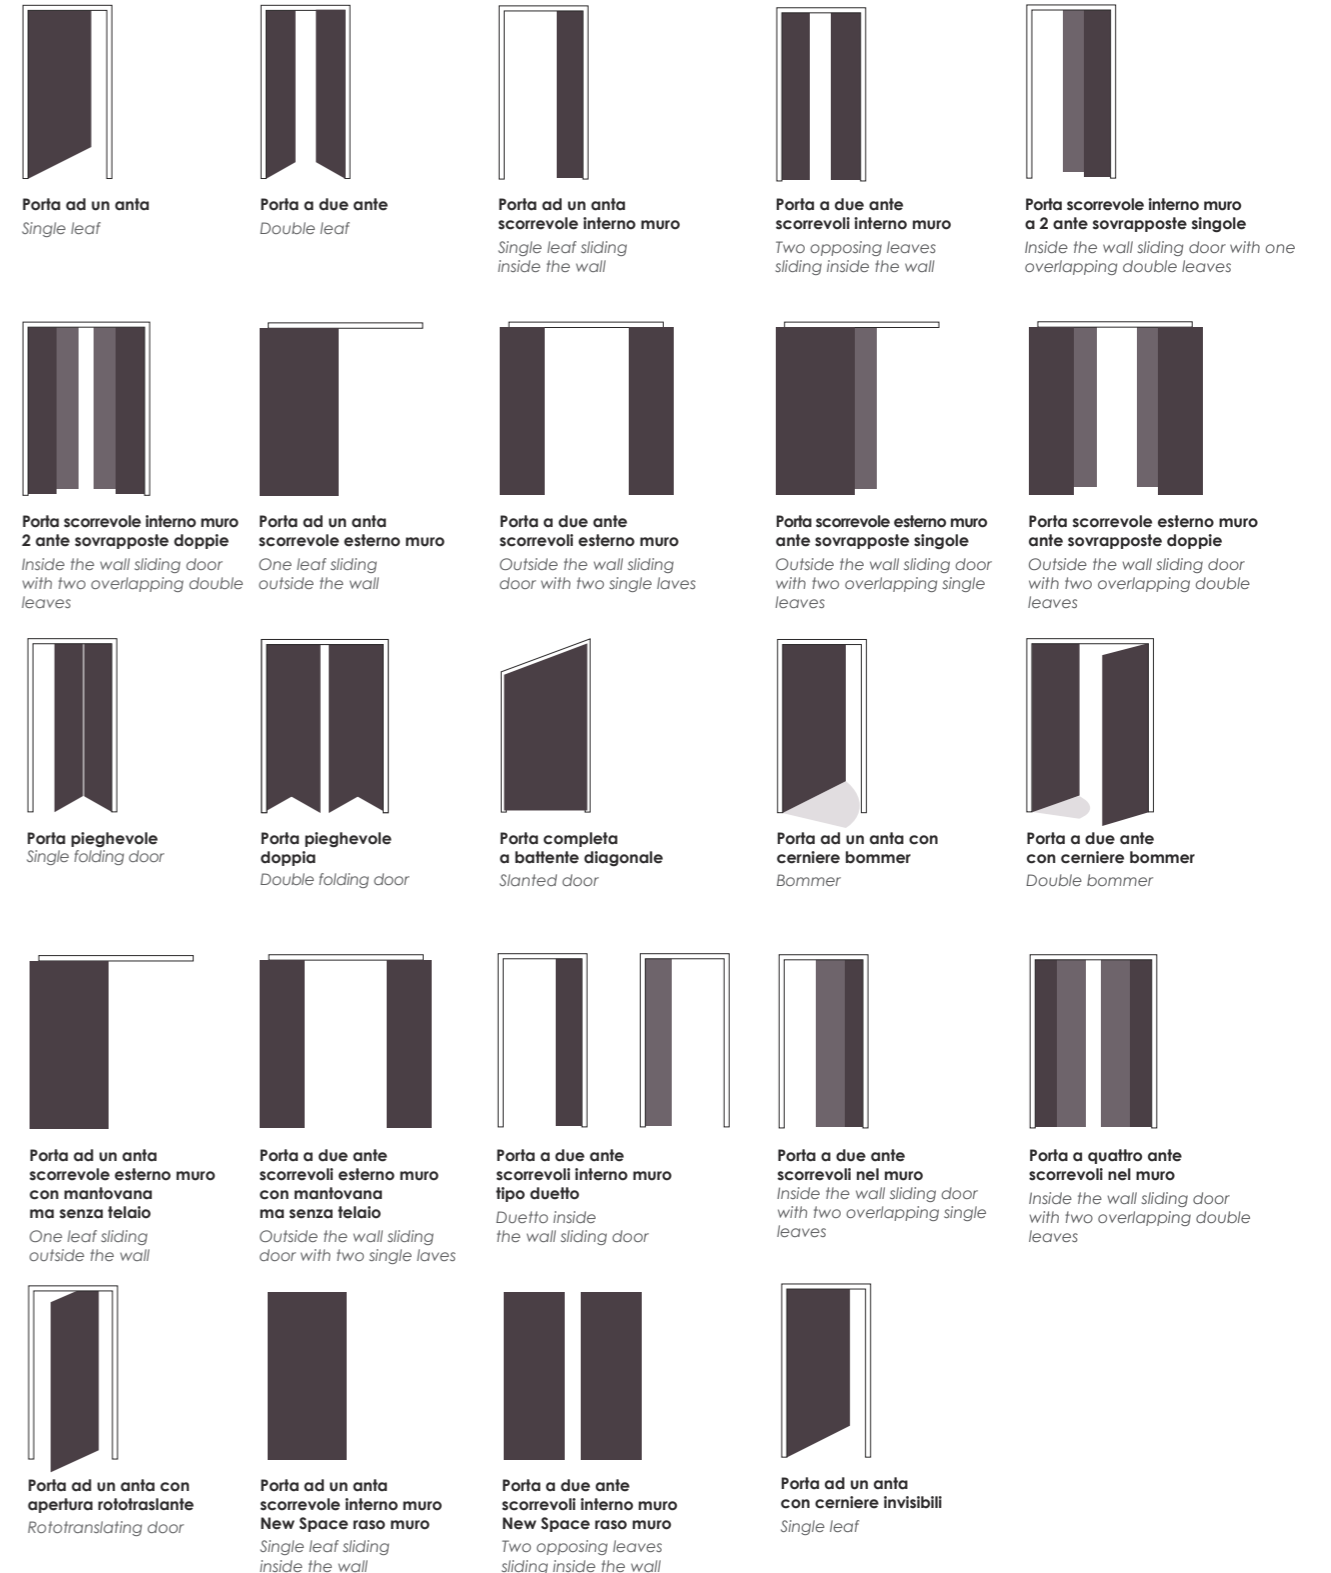 Porta ad un anta
Single leaf
Porta a due ante
Double leaf
Porta ad un anta
scorrevole interno muro
Single leaf sliding
inside the wall
Porta a due ante
scorrevoli interno muro
Two opposing leaves
sliding inside the wall
Porta scorrevole interno muro
a 2 ante sovrapposte singole
Inside the wall sliding door with one
overlapping double leaves
Porta scorrevole interno muro
2 ante sovrapposte doppie
Inside the wall sliding door
with two overlapping double
leaves
Porta ad un anta
scorrevole esterno muro
One leaf sliding
outside the wall
Porta a due ante
scorrevoli esterno muro
Outside the wall sliding
door with two single laves
Porta scorrevole esterno muro
ante sovrapposte singole
Outside the wall sliding door
with two overlapping single
leaves
Porta scorrevole esterno muro
ante sovrapposte doppie
Outside the wall sliding door
with two overlapping double
leaves
Porta pieghevole
Single folding door
Porta pieghevole
doppia
Double folding door
Porta completa
a battente diagonale
Slanted door
Porta ad un anta con
cerniere bommer
Bommer
Porta a due ante
con cerniere bommer
Double bommer
Porta ad un anta
scorrevole esterno muro
con mantovana
ma senza telaio
One leaf sliding
outside the wall
Porta a due ante
scorrevoli esterno muro
con mantovana
ma senza telaio
Outside the wall sliding
door with two single laves
Porta a due ante
scorrevoli interno muro
tipo duetto
Duetto inside
the wall sliding door
Porta a due ante
scorrevoli nel muro
Inside the wall sliding door
with two overlapping single
leaves
Porta a quattro ante
scorrevoli nel muro
Inside the wall sliding door
with two overlapping double
leaves
Porta ad un anta con
apertura rototraslante
Rototranslating door
Porta ad un anta
scorrevole interno muro
New Space raso muro
Single leaf sliding
inside the wall
Porta a due ante
scorrevoli interno muro
New Space raso muro
Two opposing leaves
sliding inside the wall
Porta ad un anta
con cerniere invisibili
Single leaf